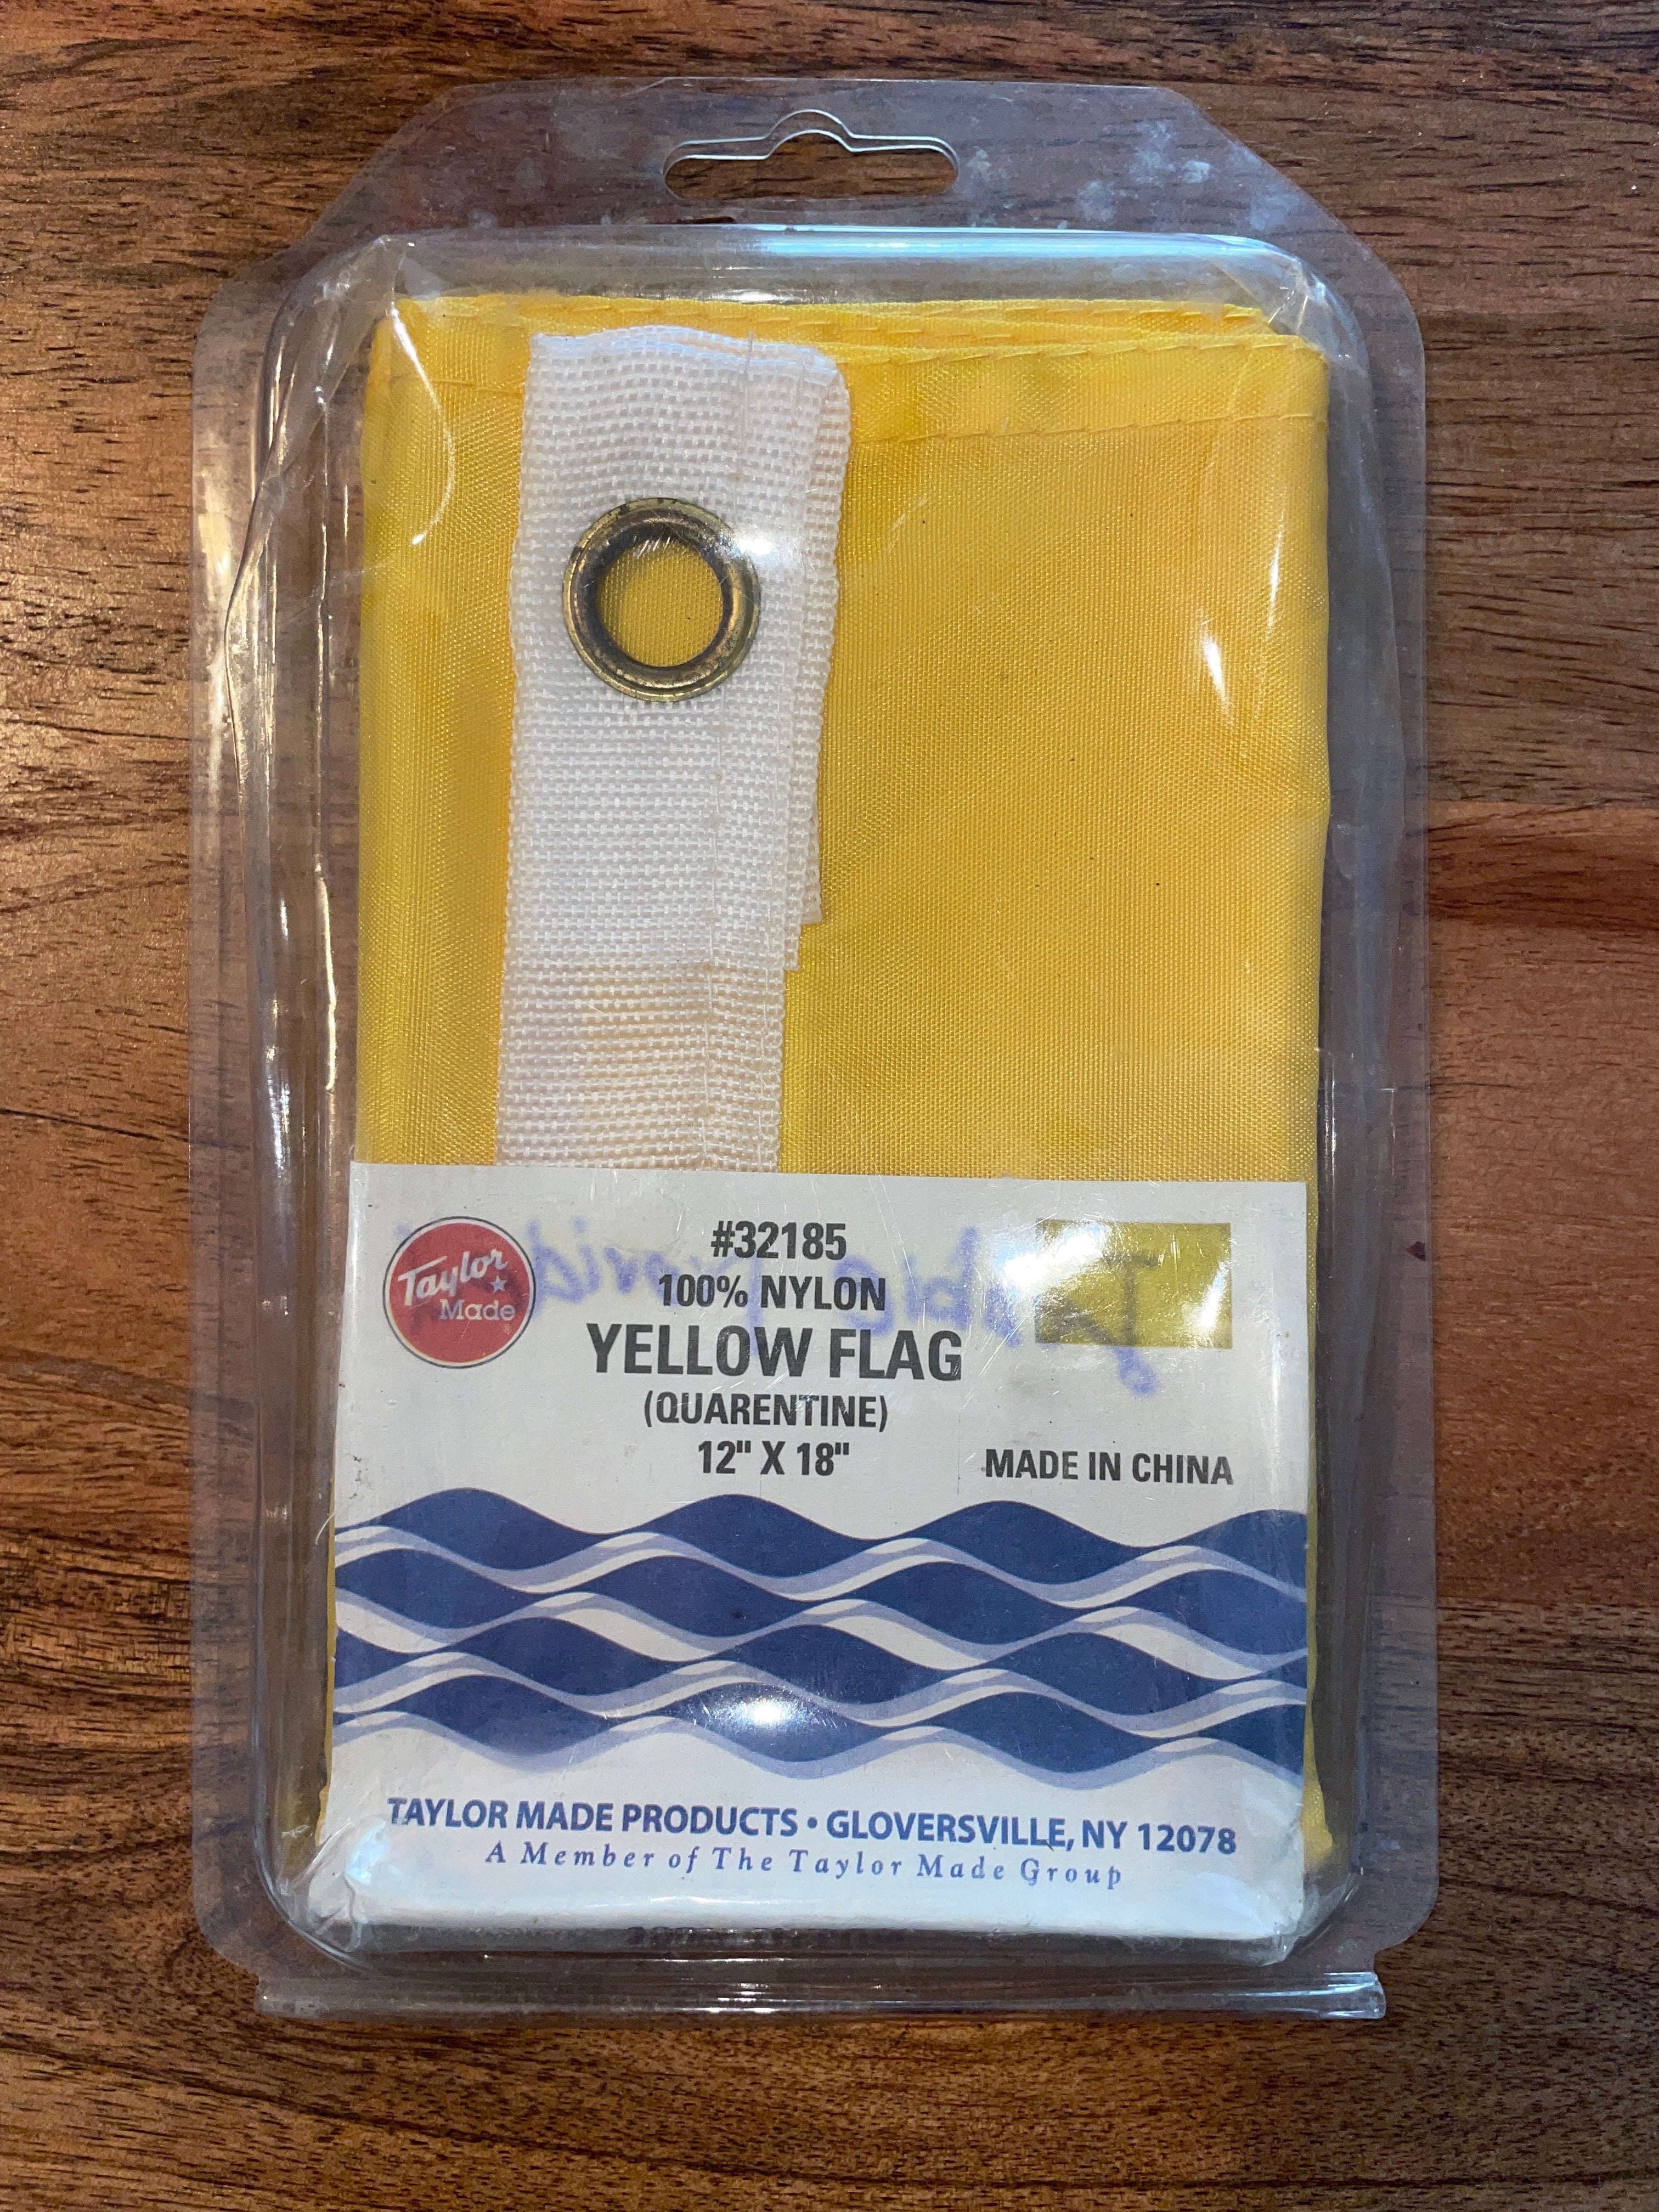 Taylor
Made
#32185
100% NYLON
YELLOW FLAG
(QUARENTINE)
12" X 18"
MADE IN CHINA
TAYLOR MADE PRODUCTS • GLOVERSVILLE, NY 12078
A Member of The Taylor Made Group